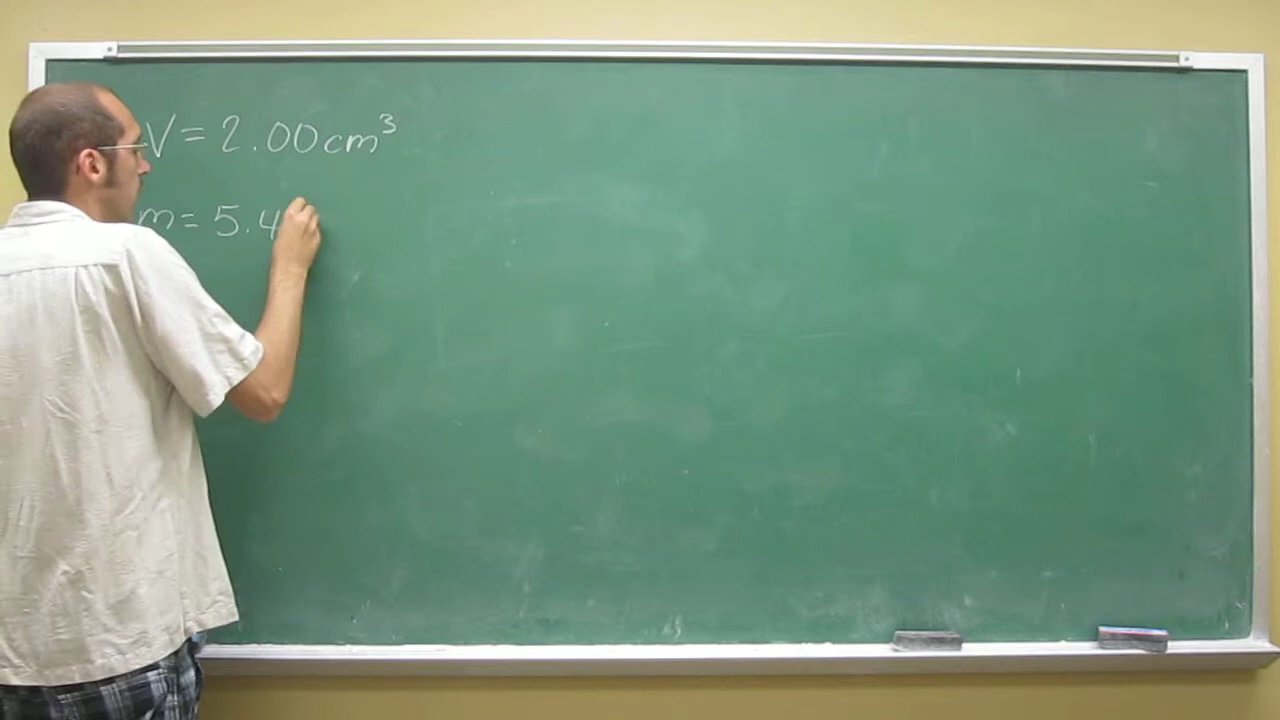 V = 2.00 cm³
m = 5.4